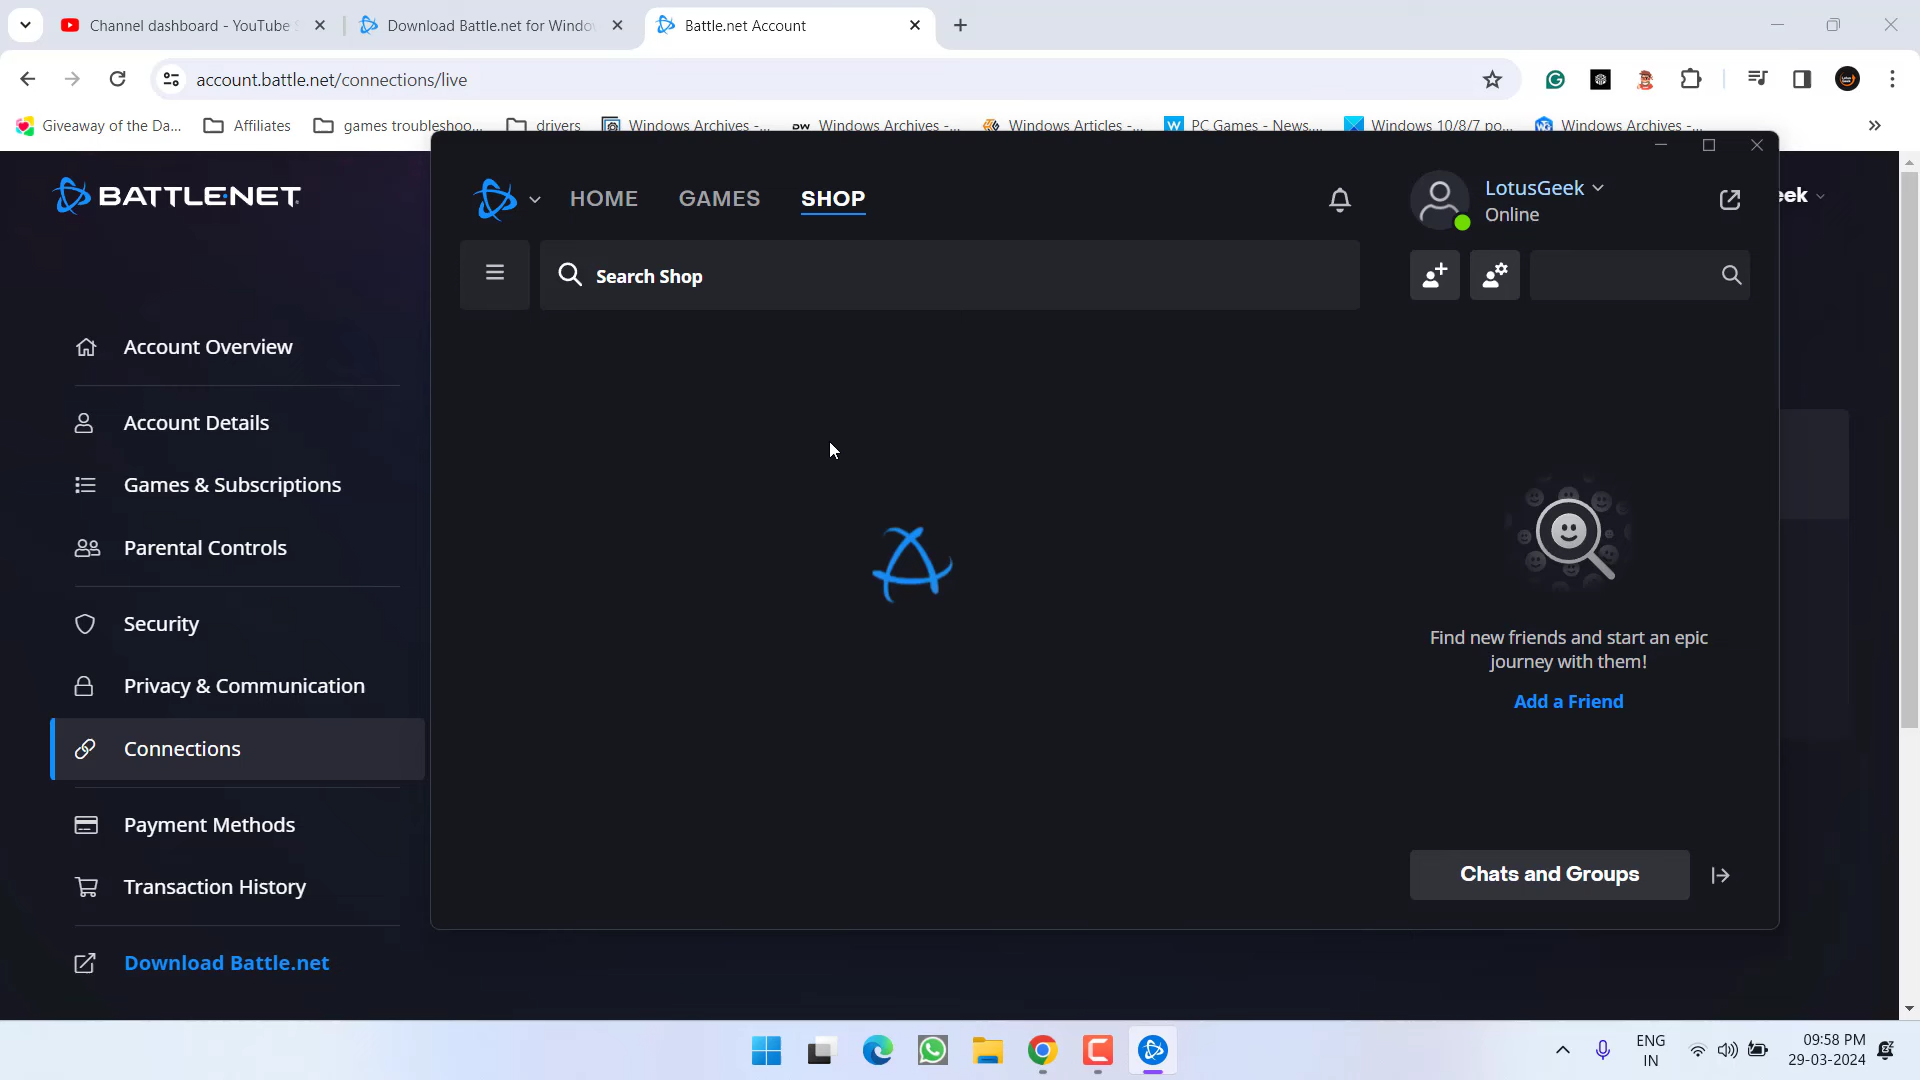 Channel dashboard - YouTube S
Download Battle.net for Windo
Battle.net Account
account.battle.net/connections/live
Giveaway of the Da...
Affiliates
games troubleshoo...
drivers
Windows Archives -...
Windows Archives -...
Windows Articles -...
PC Games - News,...
Windows 10/8/7 po...
Windows Archives -...
BATTLE.NET
HOME
GAMES
SHOP
LotusGeek
Online
eek
Search Shop
Account Overview
Account Details
Games & Subscriptions
Parental Controls
Security
Privacy & Communication
Connections
Payment Methods
Transaction History
Download Battle.net
Find new friends and start an epic
journey with them!
Add a Friend
Chats and Groups
ENG
IN
09:58 PM
29-03-2024